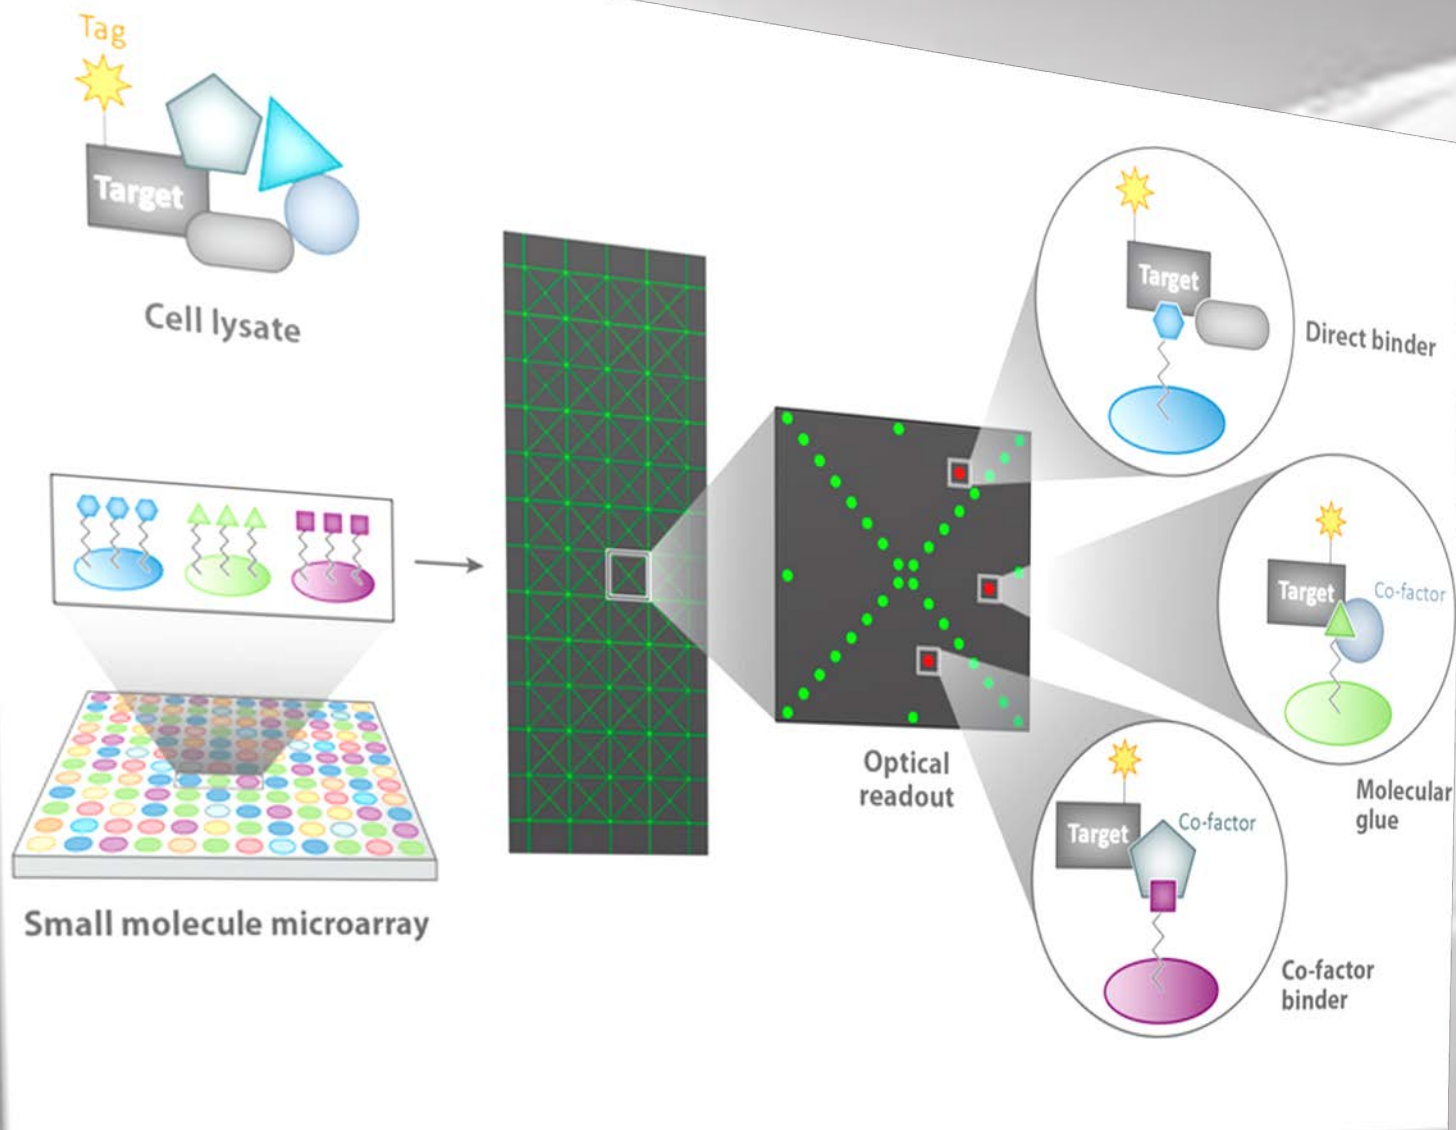 Tag
Target
Cell lysate
Small molecule microarray
Optical
readout
Target
Direct binder
Target
Co-factor
Molecular
glue
Target
Co-factor
Co-factor
binder